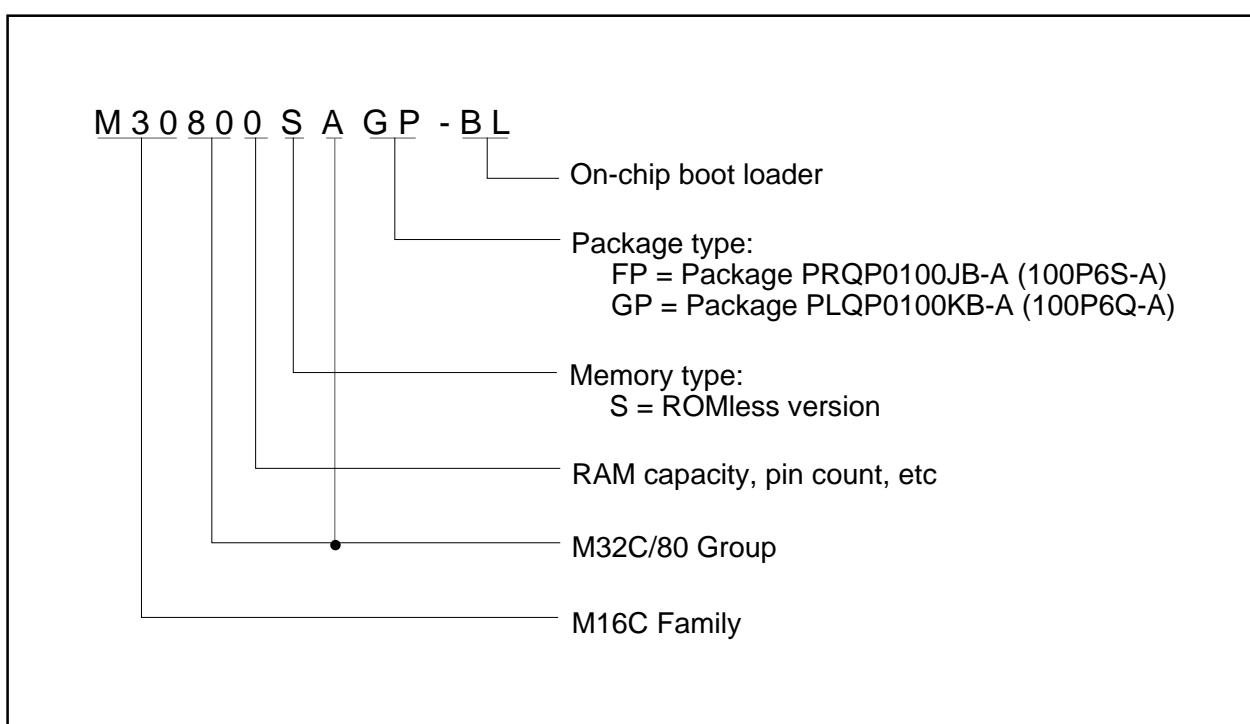 M30800SAGP-BL
On-chip boot loader
Package type:
FP = Package PRQP0100JB-A (100P6S-A)
GP = Package PLQP0100KB-A (100P6Q-A)
Memory type:
S = ROMless version
RAM capacity, pin count, etc
M32C/80 Group
M16C Family